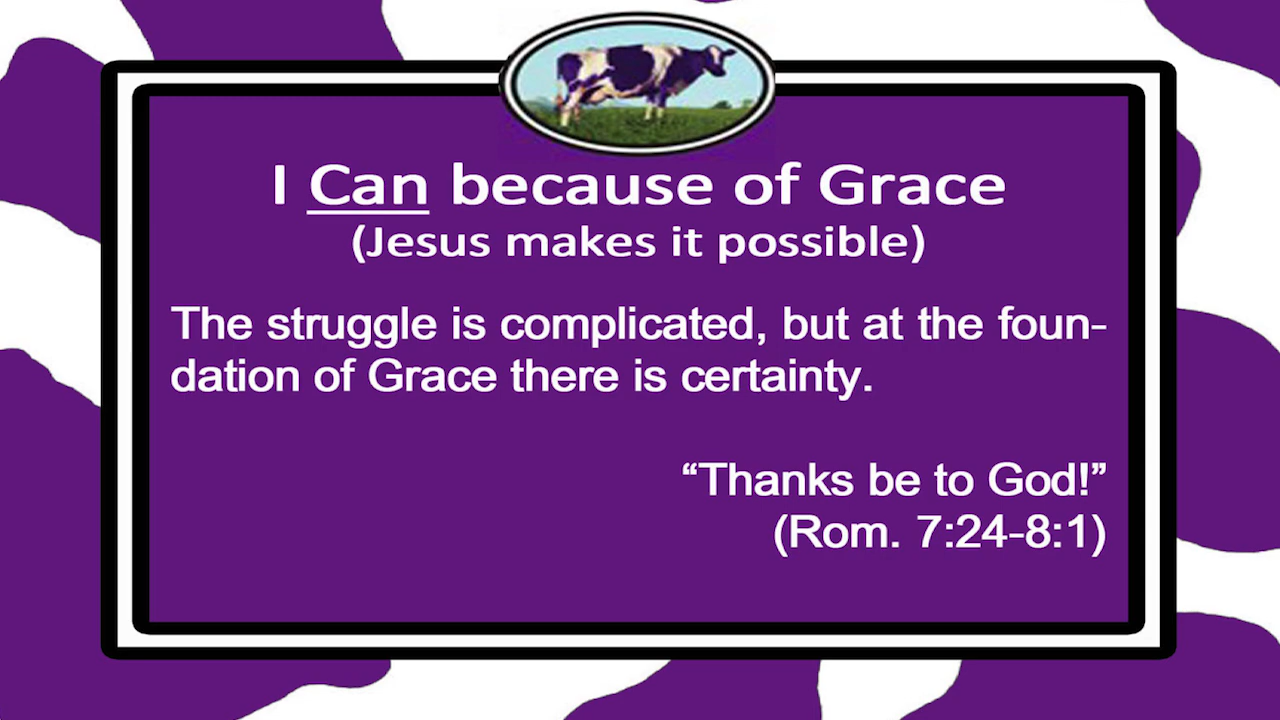 I Can because of Grace
(Jesus makes it possible)
The struggle is complicated, but at the foun-
dation of Grace there is certainty.
“Thanks be to God!”
(Rom. 7:24-8:1)